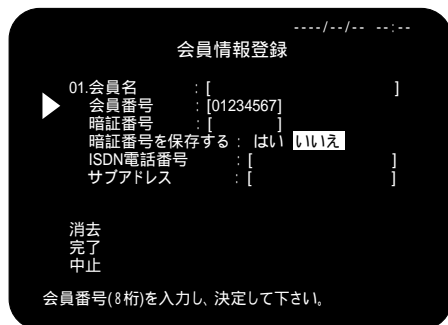 ----/--/-- --:--
会員情報登録
01.会員名 : [ ]
会員番号 : [01234567]
暗証番号 : [ ]
暗証番号を保存する : はい いいえ
ISDN電話番号 : [ ]
サブアドレス : [ ]
消去
完了
中止
会員番号(8桁)を入力し、決定して下さい。